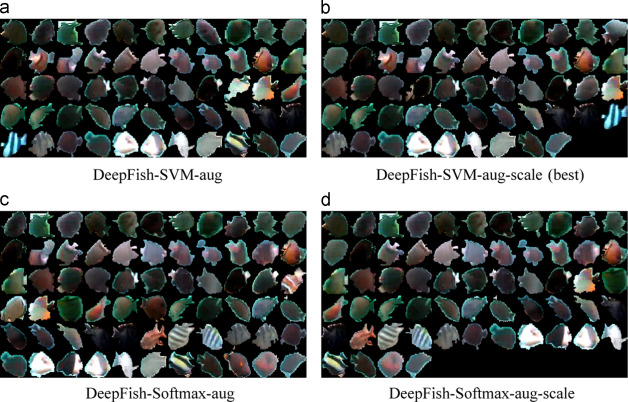 a
b
DeepFish-SVM-aug
DeepFish-SVM-aug-scale (best)
c
d
DeepFish-Softmax-aug
DeepFish-Softmax-aug-scale